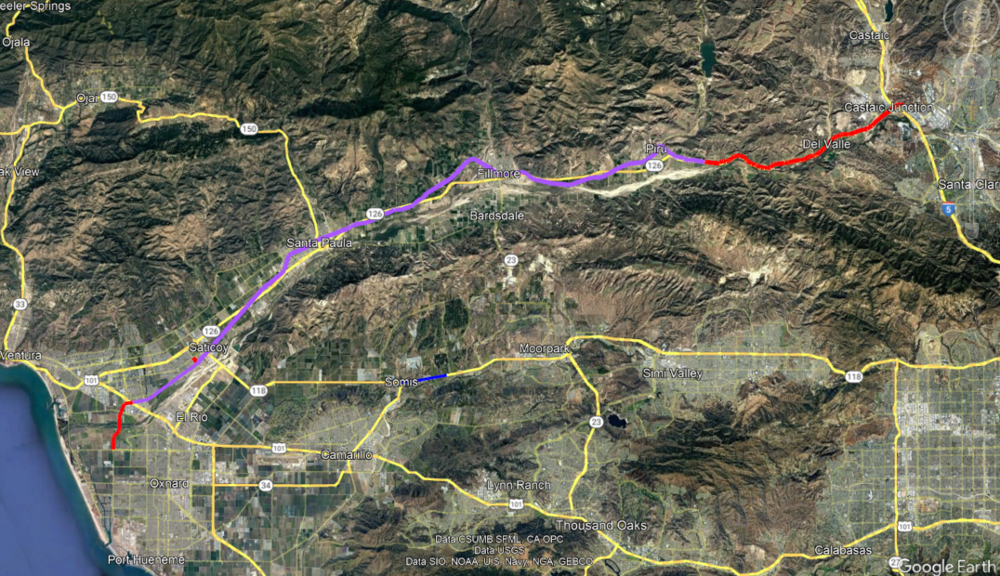 eeler Springs
Castaic
Ojala
Ojai
150
Castaic Junction
150
Del Valle
Piru
126
ak View
Fillmore
Santa Clar
5
126
Bardsdale
Santa Paula
23
33
126
Saticoy
Moorpark
Ventura
Simi Valley
101
118
Somis
118
El Rio
23
101
Camarillo
Oxnard
34
Lynn Ranch
101
Thousand Oaks
101
Data CSUMB SFML, CA OPC
Data USGS
Calabasas
Port Hueneme
Data SIO, NOAA, U.S. Navy, NGA, GEBCO
27
Google Earth